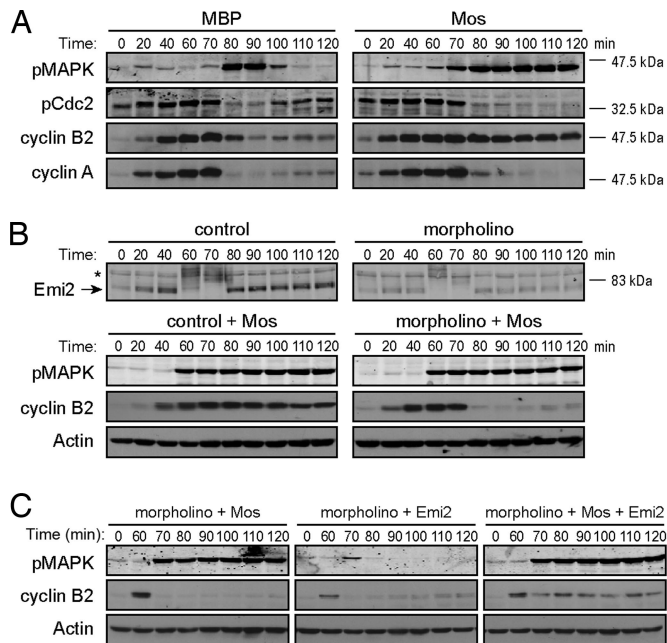 A
MBP Mos
Time: 0 20 40 60 70 80 90 100 110 120 0 20 40 60 70 80 90 100 110 120 min
pMAPK 47.5 kDa
pCdc2 32.5 kDa
cyclin B2 47.5 kDa
cyclin A 47.5 kDa
B
control morpholino
Time: 0 20 40 60 70 80 90 100 110 120 0 20 40 60 70 80 90 100 110 120 min
*
Emi2 83 kDa
control + Mos morpholino + Mos
Time: 0 20 40 60 70 80 90 100 110 120 0 20 40 60 70 80 90 100 110 120 min
pMAPK
cyclin B2
Actin
C
morpholino + Mos morpholino + Emi2 morpholino + Mos + Emi2
Time (min): 0 60 70 80 90 100 110 120 0 60 70 80 90 100 110 120 0 60 70 80 90 100 110 120
pMAPK
cyclin B2
Actin